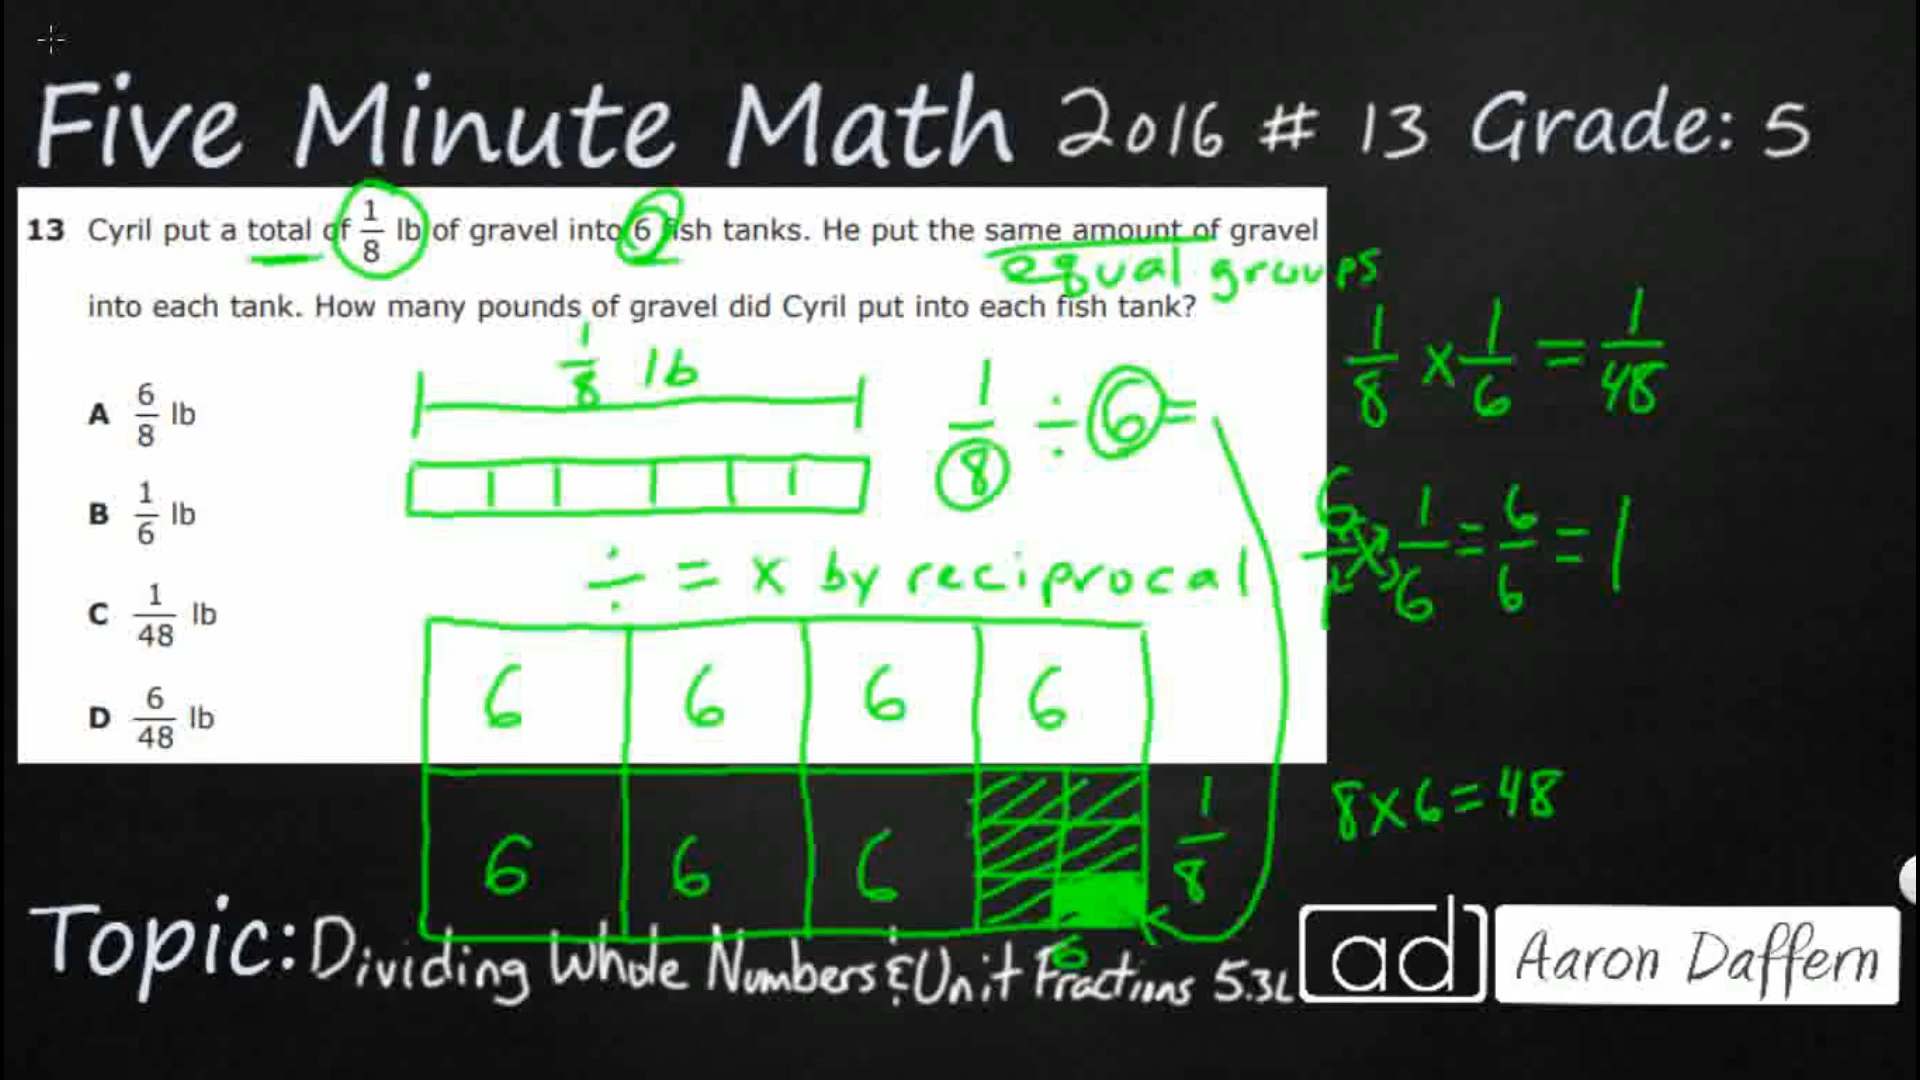 Five Minute Math 2016 # 13 Grade: 5
13 Cyril put a total of 1/8 lb of gravel into 6 fish tanks. He put the same amount of gravel
equal groups
into each tank. How many pounds of gravel did Cyril put into each fish tank?
1/8 lb
1/8 ÷ 6 =
1/8 x 1/6 = 1/48
A 6/8 lb
B 1/6 lb
6/1 x 1/6 = 6/6 = 1
÷ = x by reciprocal
C 1/48 lb
D 6/48 lb
6 6 6 6
6 6 6 1/8
8x6=48
6
Topic: Dividing Whole Numbers & Unit Fractions 5.3L
ad Aaron Daffern